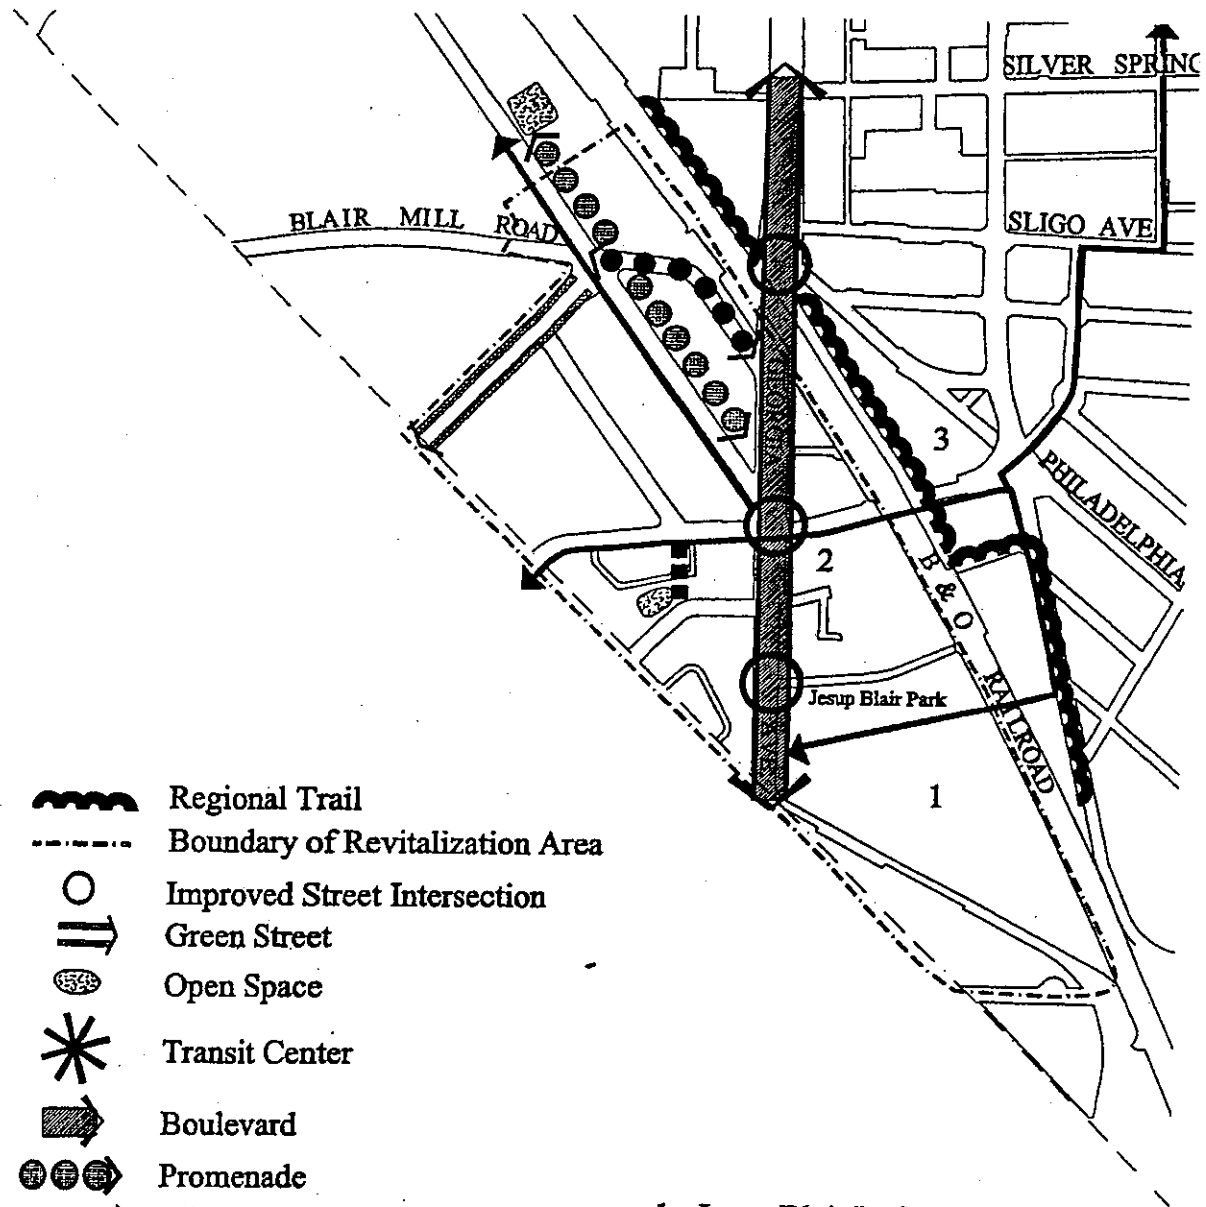 SILVER SPRING
BLAIR MILL ROAD
SLIGO AVE
3
PHILADELPHIA
2
B & O RAILROAD
Jesup Blair Park
1
Regional Trail
Boundary of Revitalization Area
Improved Street Intersection
Green Street
Open Space
Transit Center
Boulevard
Promenade